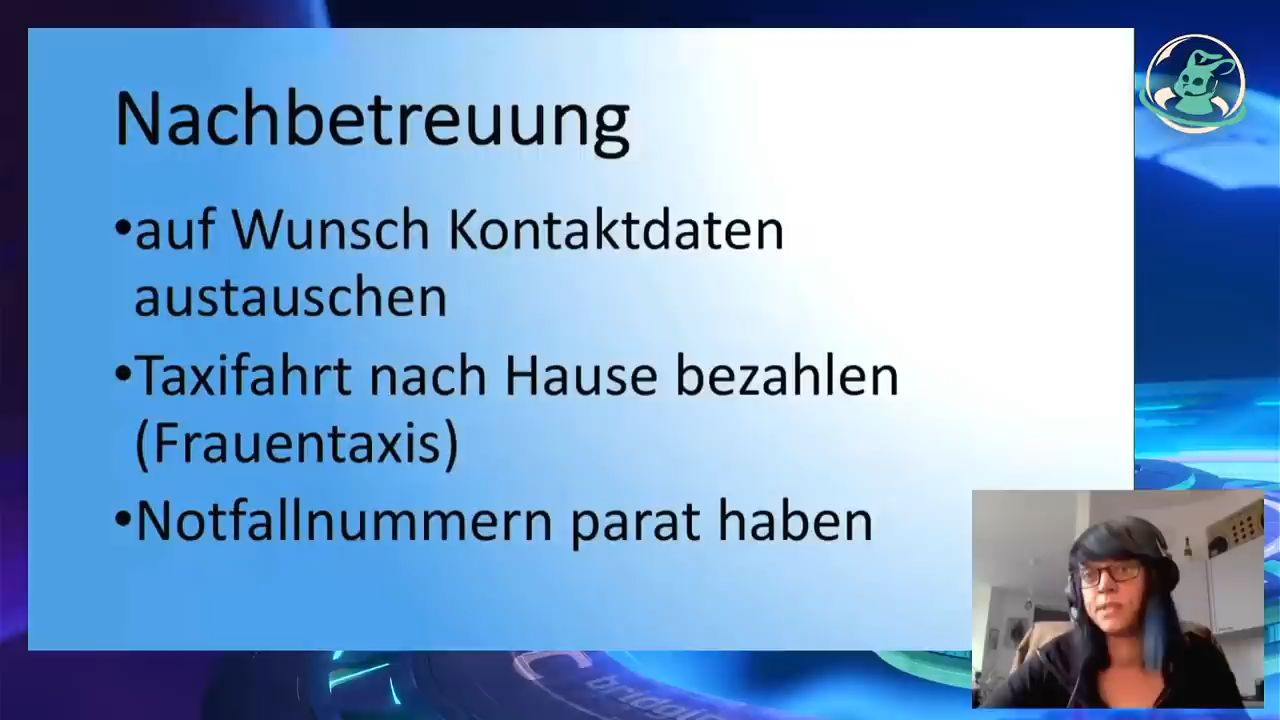 Nachbetreuung
•auf Wunsch Kontaktdaten
austauschen
•Taxifahrt nach Hause bezahlen
(Frauentaxis)
•Notfallnummern parat haben